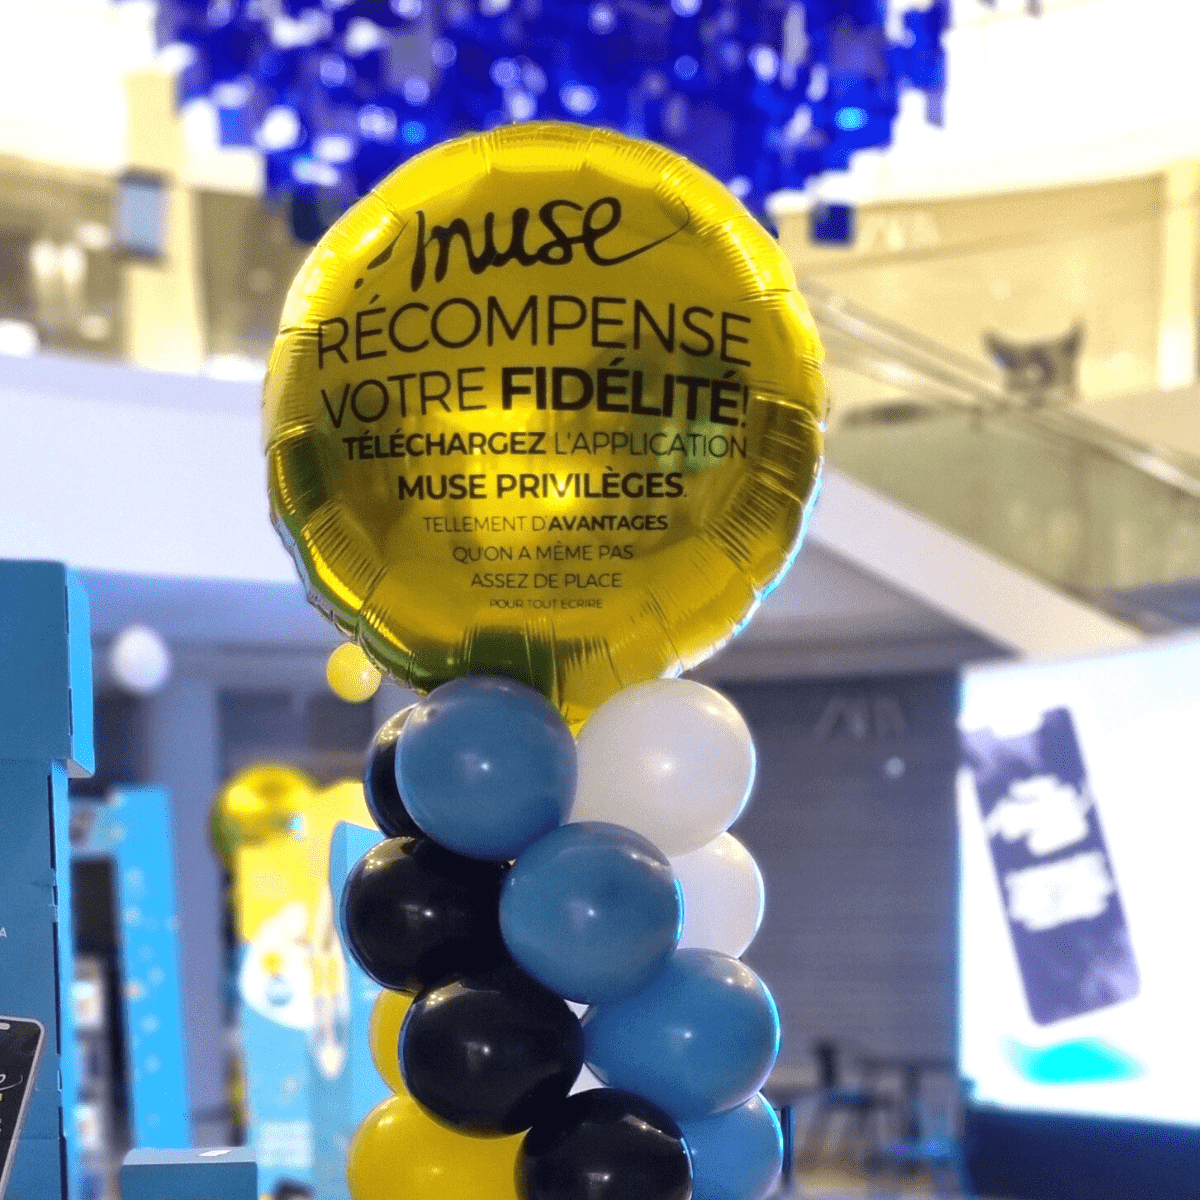 muse
RÉCOMPENSE
VOTRE FIDÉLITÉ!
TÉLÉCHARGEZ L'APPLICATION
MUSE PRIVILÈGES.
TELLEMENT D'AVANTAGES
QU'ON A MÊME PAS
ASSEZ DE PLACE
POUR TOUT ECRIRE